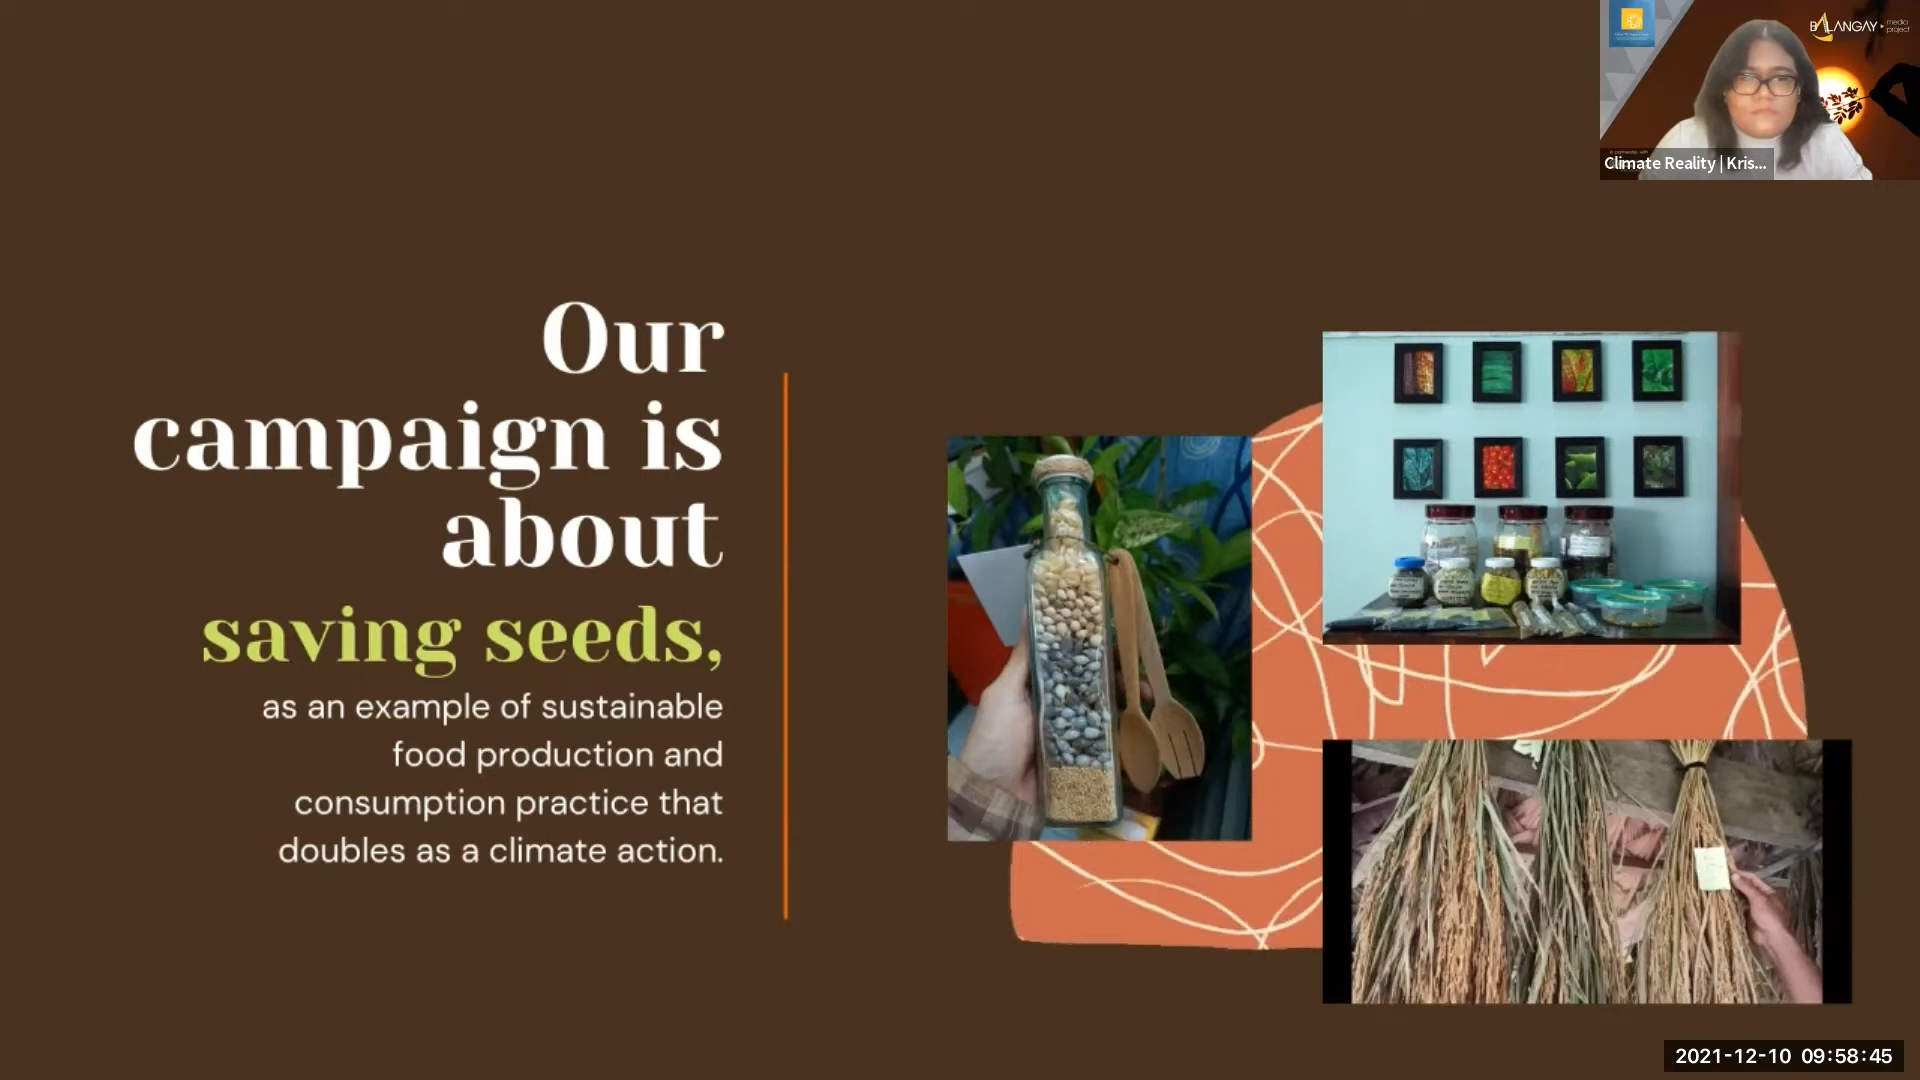 Our
campaign is
about
saving seeds,
as an example of sustainable
food production and
consumption practice that
doubles as a climate action.
BALANGAY media
project
Climate Reality | Kris...
2021-12-10 09:58:45